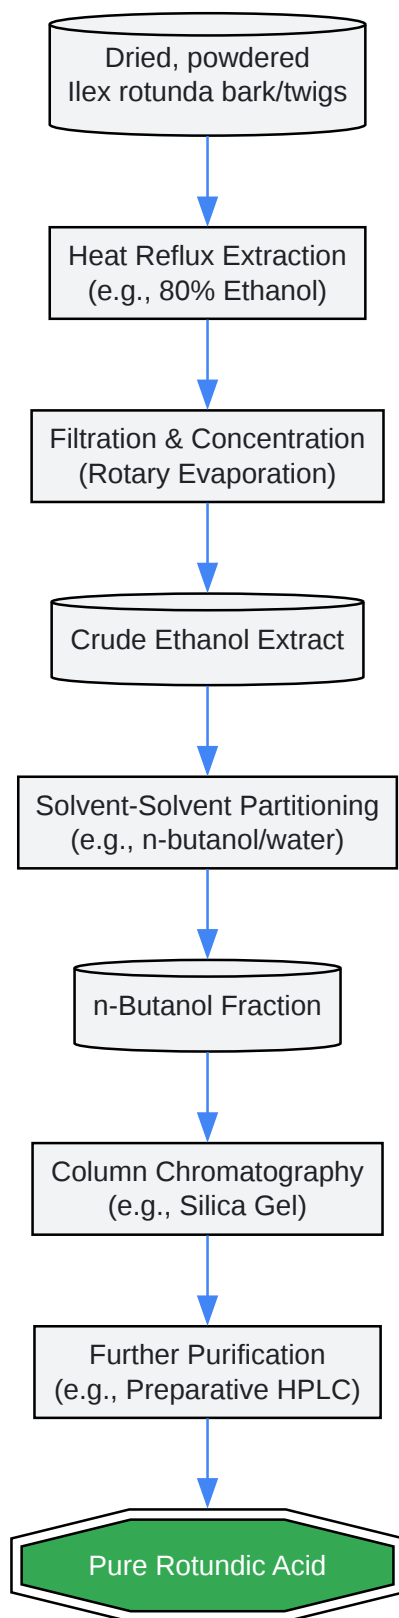 Dried, powdered
Ilex rotunda bark/twigs
Heat Reflux Extraction
(e.g., 80% Ethanol)
Filtration & Concentration
(Rotary Evaporation)
Crude Ethanol Extract
Solvent-Solvent Partitioning
(e.g., n-butanol/water)
n-Butanol Fraction
Column Chromatography
(e.g., Silica Gel)
Further Purification
(e.g., Preparative HPLC)
Pure Rotundic Acid